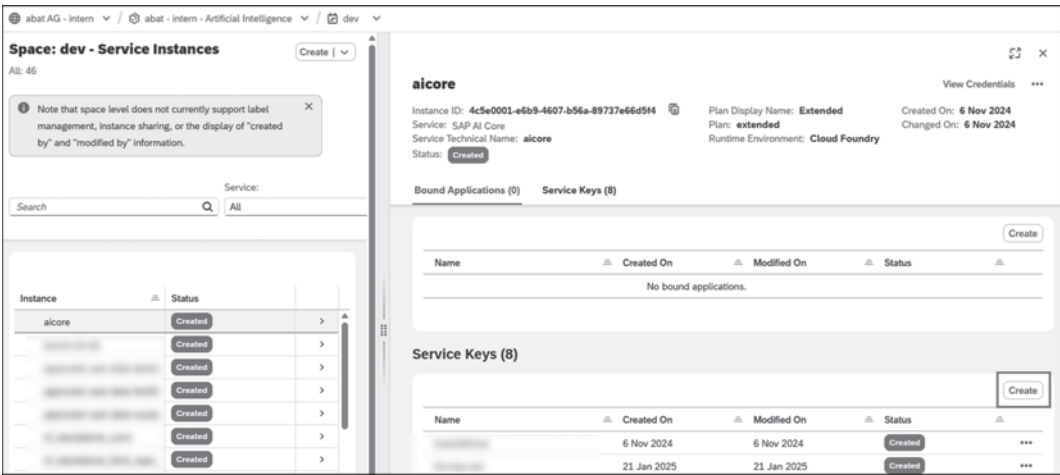 abat AG - intern / abat - intern - Artificial Intelligence / dev
Space: dev - Service Instances
Create
All: 46
Note that space level does not currently support label
management, instance sharing, or the display of "created
by" and "modified by" information.
Service:
Search
All
Instance Status
aicore Created
Created
Created
Created
Created
Created
Created
aicore
View Credentials
Instance ID: 4c5e0001-e6b9-4607-b56a-89737e66d5f4 Plan Display Name: Extended Created On: 6 Nov 2024
Service: SAP AI Core Plan: extended Changed On: 6 Nov 2024
Service Technical Name: aicore Runtime Environment: Cloud Foundry
Status: Created
Bound Applications (0) Service Keys (8)
Create
Name Created On Modified On Status
No bound applications.
Service Keys (8)
Create
Name Created On Modified On Status
6 Nov 2024 6 Nov 2024 Created
21 Jan 2025 21 Jan 2025 Created